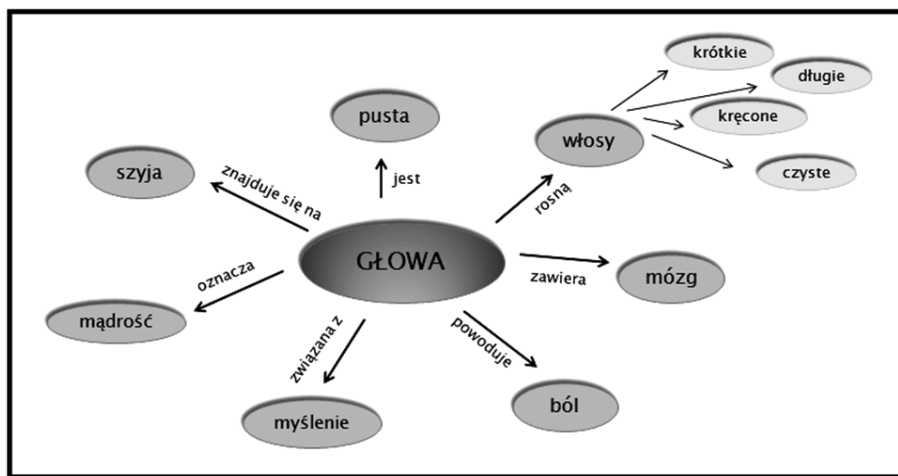 krótkie
długie
kręcone
czyste
włosy
pusta
szyja
znajduje się na
jest
rosną
GŁOWA
zawiera
mózg
oznacza
mądrość
związana z
myślenie
powoduje
ból